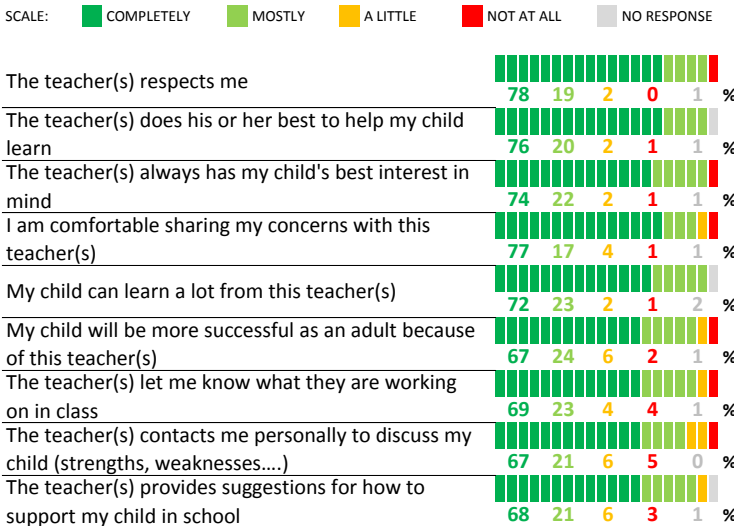 SCALE: COMPLETELY MOSTLY A LITTLE NOT AT ALL NO RESPONSE
The teacher(s) respects me
78 19 2 0 1 %
The teacher(s) does his or her best to help my child
learn
76 20 2 1 1 %
The teacher(s) always has my child's best interest in
mind
74 22 2 1 1 %
I am comfortable sharing my concerns with this
teacher(s)
77 17 4 1 1 %
My child can learn a lot from this teacher(s)
72 23 2 1 2 %
My child will be more successful as an adult because
of this teacher(s)
67 24 6 2 1 %
The teacher(s) let me know what they are working
on in class
69 23 4 4 1 %
The teacher(s) contacts me personally to discuss my
child (strengths, weaknesses....)
67 21 6 5 0 %
The teacher(s) provides suggestions for how to
support my child in school
68 21 6 3 1 %